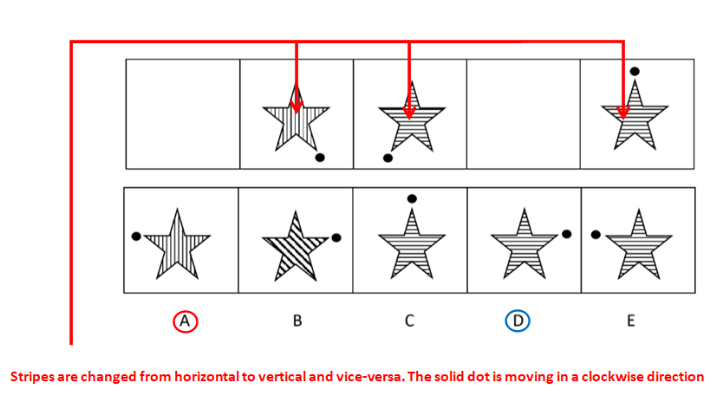 A B C D E
Stripes are changed from horizontal to vertical and vice-versa. The solid dot is moving in a clockwise direction